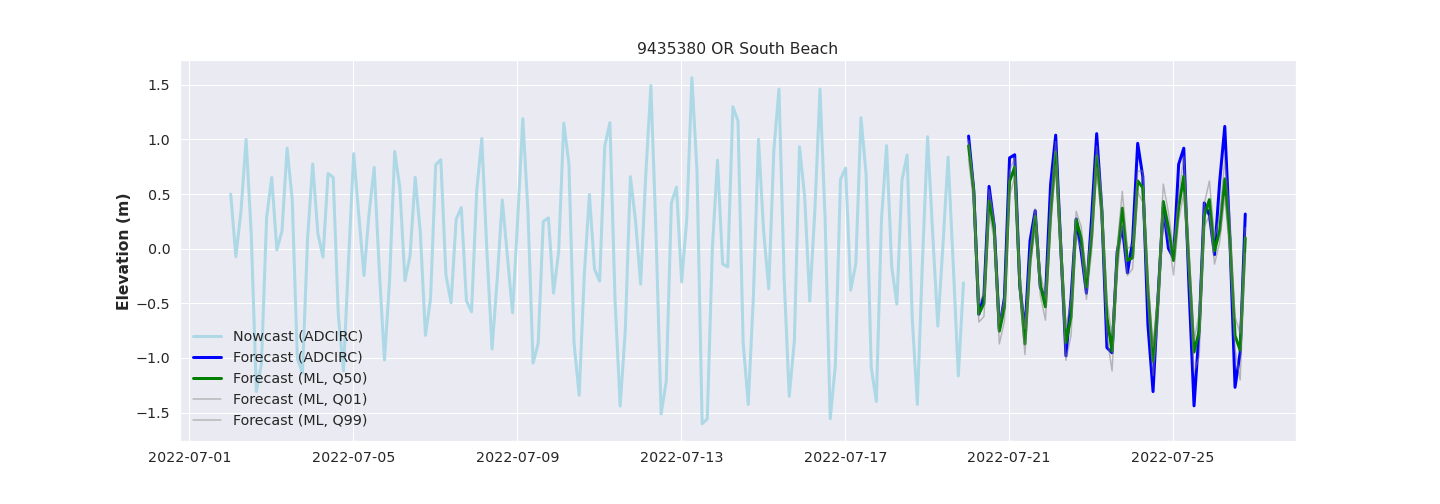 9435380 OR South Beach
Elevation (m)
1.5
1.0
0.5
0.0
−0.5
−1.0
−1.5
Nowcast (ADCIRC)
Forecast (ADCIRC)
Forecast (ML, Q50)
Forecast (ML, Q01)
Forecast (ML, Q99)
2022-07-01 2022-07-05 2022-07-09 2022-07-13 2022-07-17 2022-07-21 2022-07-25